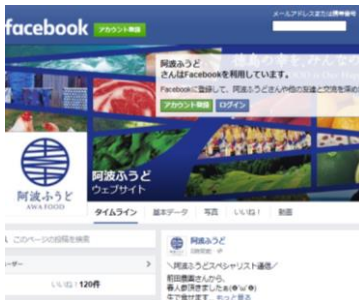 facebook
アカウント登録
メールアドレスまたは携帯番号
阿波ふうど
さんはFacebookを利用しています。
Facebookに登録して、阿波ふうどさんや他の友達と交流を深め
アカウント登録 ログイン
阿波ふうど
AWA FOOD
阿波ふうど
ウェブサイト
タイムライン 基本データ 写真 いいね! 動画
このページの投稿を検索
ーザー
いいね!120件
阿波ふうど
＼阿波ふうどスペシャリスト通信／
前田農園さんから、
春人参頂きましたぁ(●'ω'●)
生で食せます。もっと見る